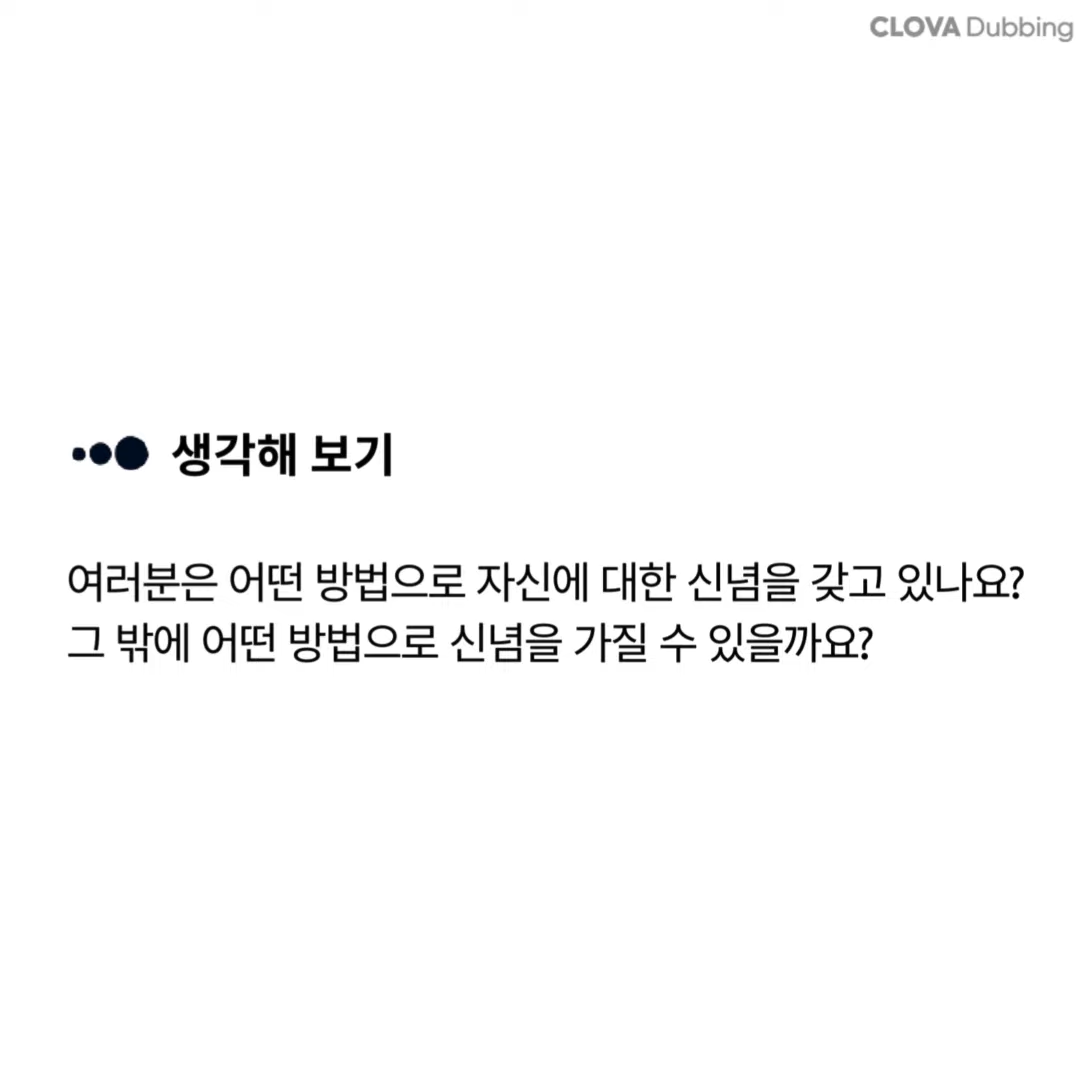 CLOVA Dubbing
생각해 보기
여러분은 어떤 방법으로 자신에 대한 신념을 갖고 있나요?
그 밖에 어떤 방법으로 신념을 가질 수 있을까요?